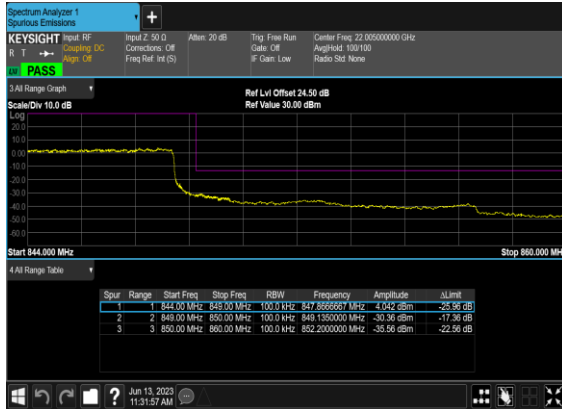 Spectrum Analyzer 1
Spurious Emissions
+
KEYSIGHT Input: RF Input Z: 50 Ω Atten: 20 dB Trig: Free Run Center Freq: 22.005000000 GHz
R T Coupling: DC Corrections: Off Gate: Off Avg|Hold: 100/100
Align: Off Freq Ref: Int (S) IF Gain: Low Radio Std: None
PASS
3 All Range Graph Ref Lvl Offset 24.50 dB
Scale/Div 10.0 dB Ref Value 30.00 dBm
Log
20.0
10.0
0.00
-10.0
-20.0
-30.0
-40.0
-50.0
-60.0
Start 844.000 MHz Stop 860.000 MHz
4 All Range Table
Spur Range Start Freq Stop Freq RBW Frequency Amplitude ΔLimit
1 1 844.00 MHz 849.00 MHz 100.0 kHz 847.8666667 MHz 4.042 dBm -25.96 dB
2 2 849.00 MHz 850.00 MHz 100.0 kHz 849.1350000 MHz -30.36 dBm -17.36 dB
3 3 850.00 MHz 860.00 MHz 100.0 kHz 852.2000000 MHz -35.56 dBm -22.56 dB
? Jun 13, 2023
11:31:57 AM